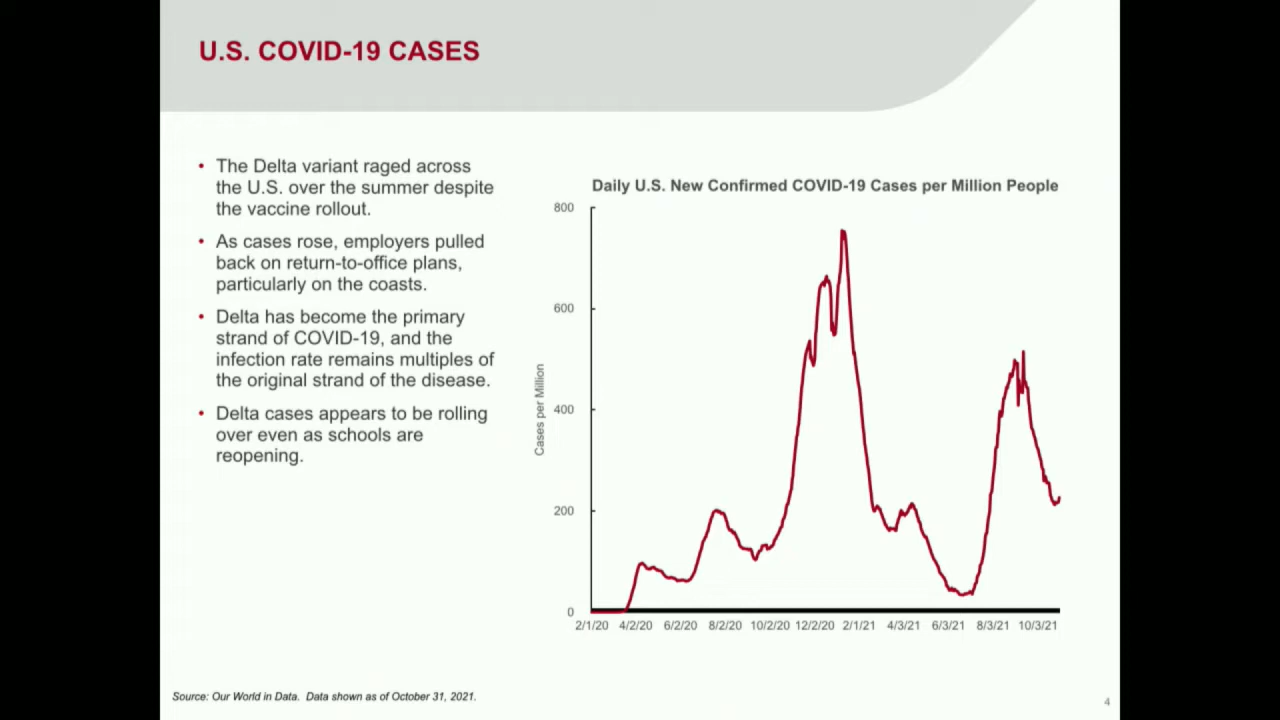 U.S. COVID-19 CASES
• The Delta variant raged across
the U.S. over the summer despite
the vaccine rollout.
• As cases rose, employers pulled
back on return-to-office plans,
particularly on the coasts.
• Delta has become the primary
strand of COVID-19, and the
infection rate remains multiples of
the original strand of the disease.
• Delta cases appears to be rolling
over even as schools are
reopening.
Daily U.S. New Confirmed COVID-19 Cases per Million People
Cases per Million
800
600
400
200
0
2/1/20 4/2/20 6/2/20 8/2/20 10/2/20 12/2/20 2/1/21 4/3/21 6/3/21 8/3/21 10/3/21
Source: Our World in Data. Data shown as of October 31, 2021.
4